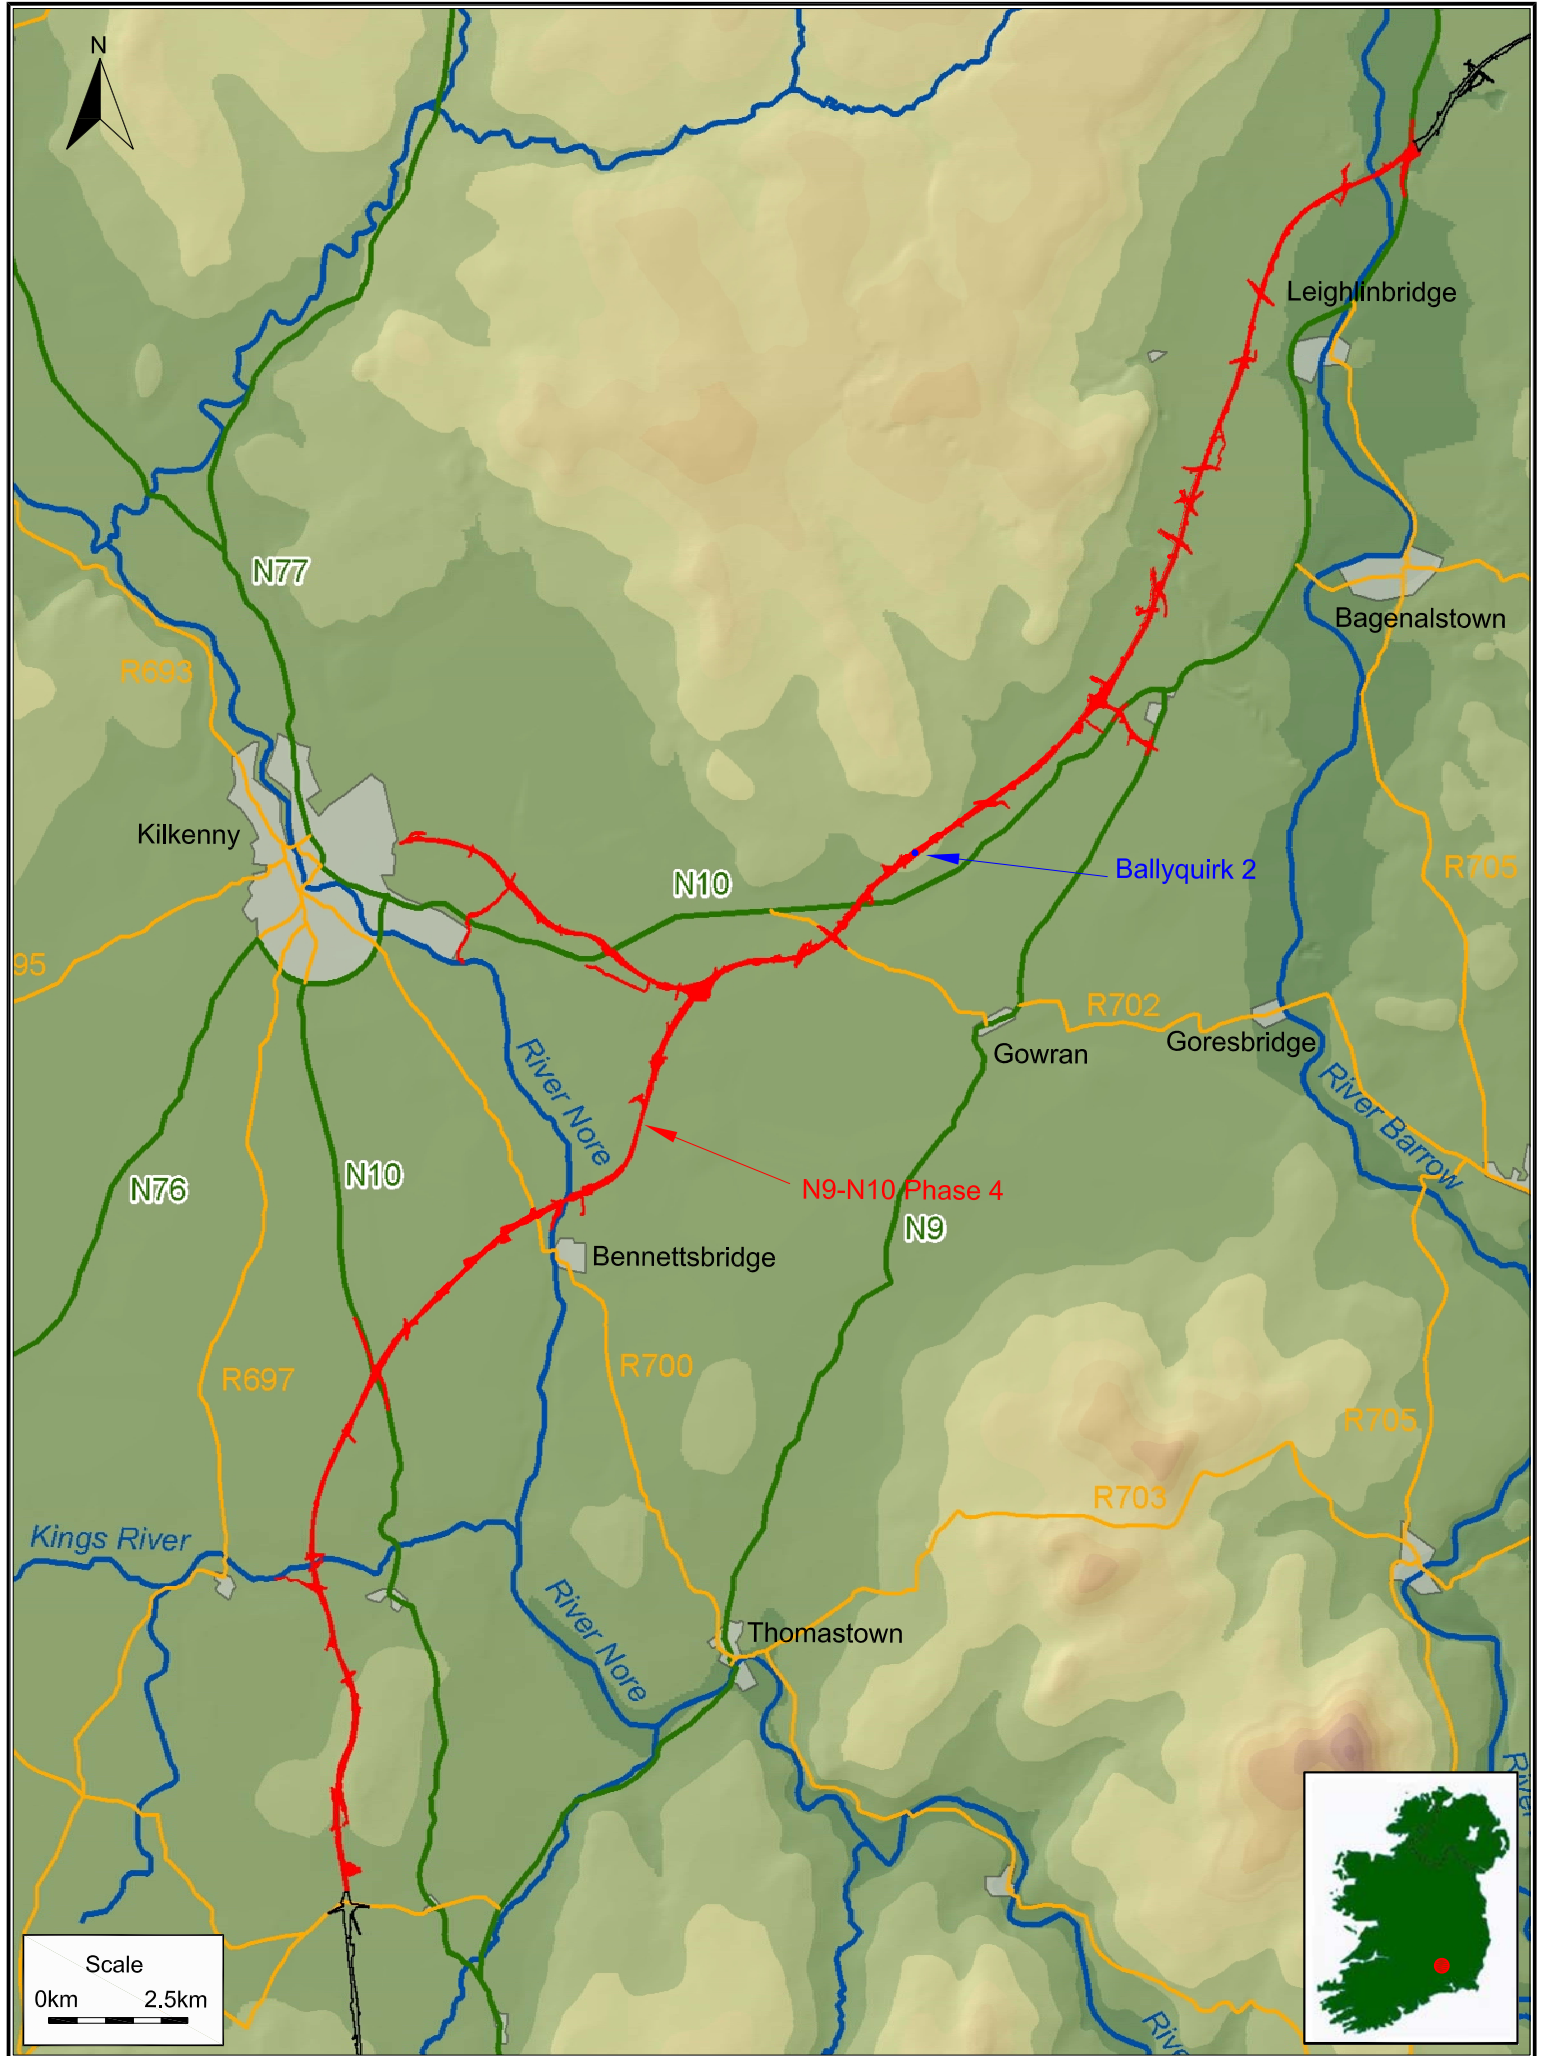 N
Leighlinbridge
N77
Bagenalstown
R693
Kilkenny
N10
Ballyquirk 2
R705
95
R702
Gowran
Goresbridge
River Nore
River Barrow
N76
N10
N9-N10 Phase 4
N9
Bennettsbridge
R700
R697
R705
R703
Kings River
River Nore
Thomastown
River
Scale
0km 2.5km